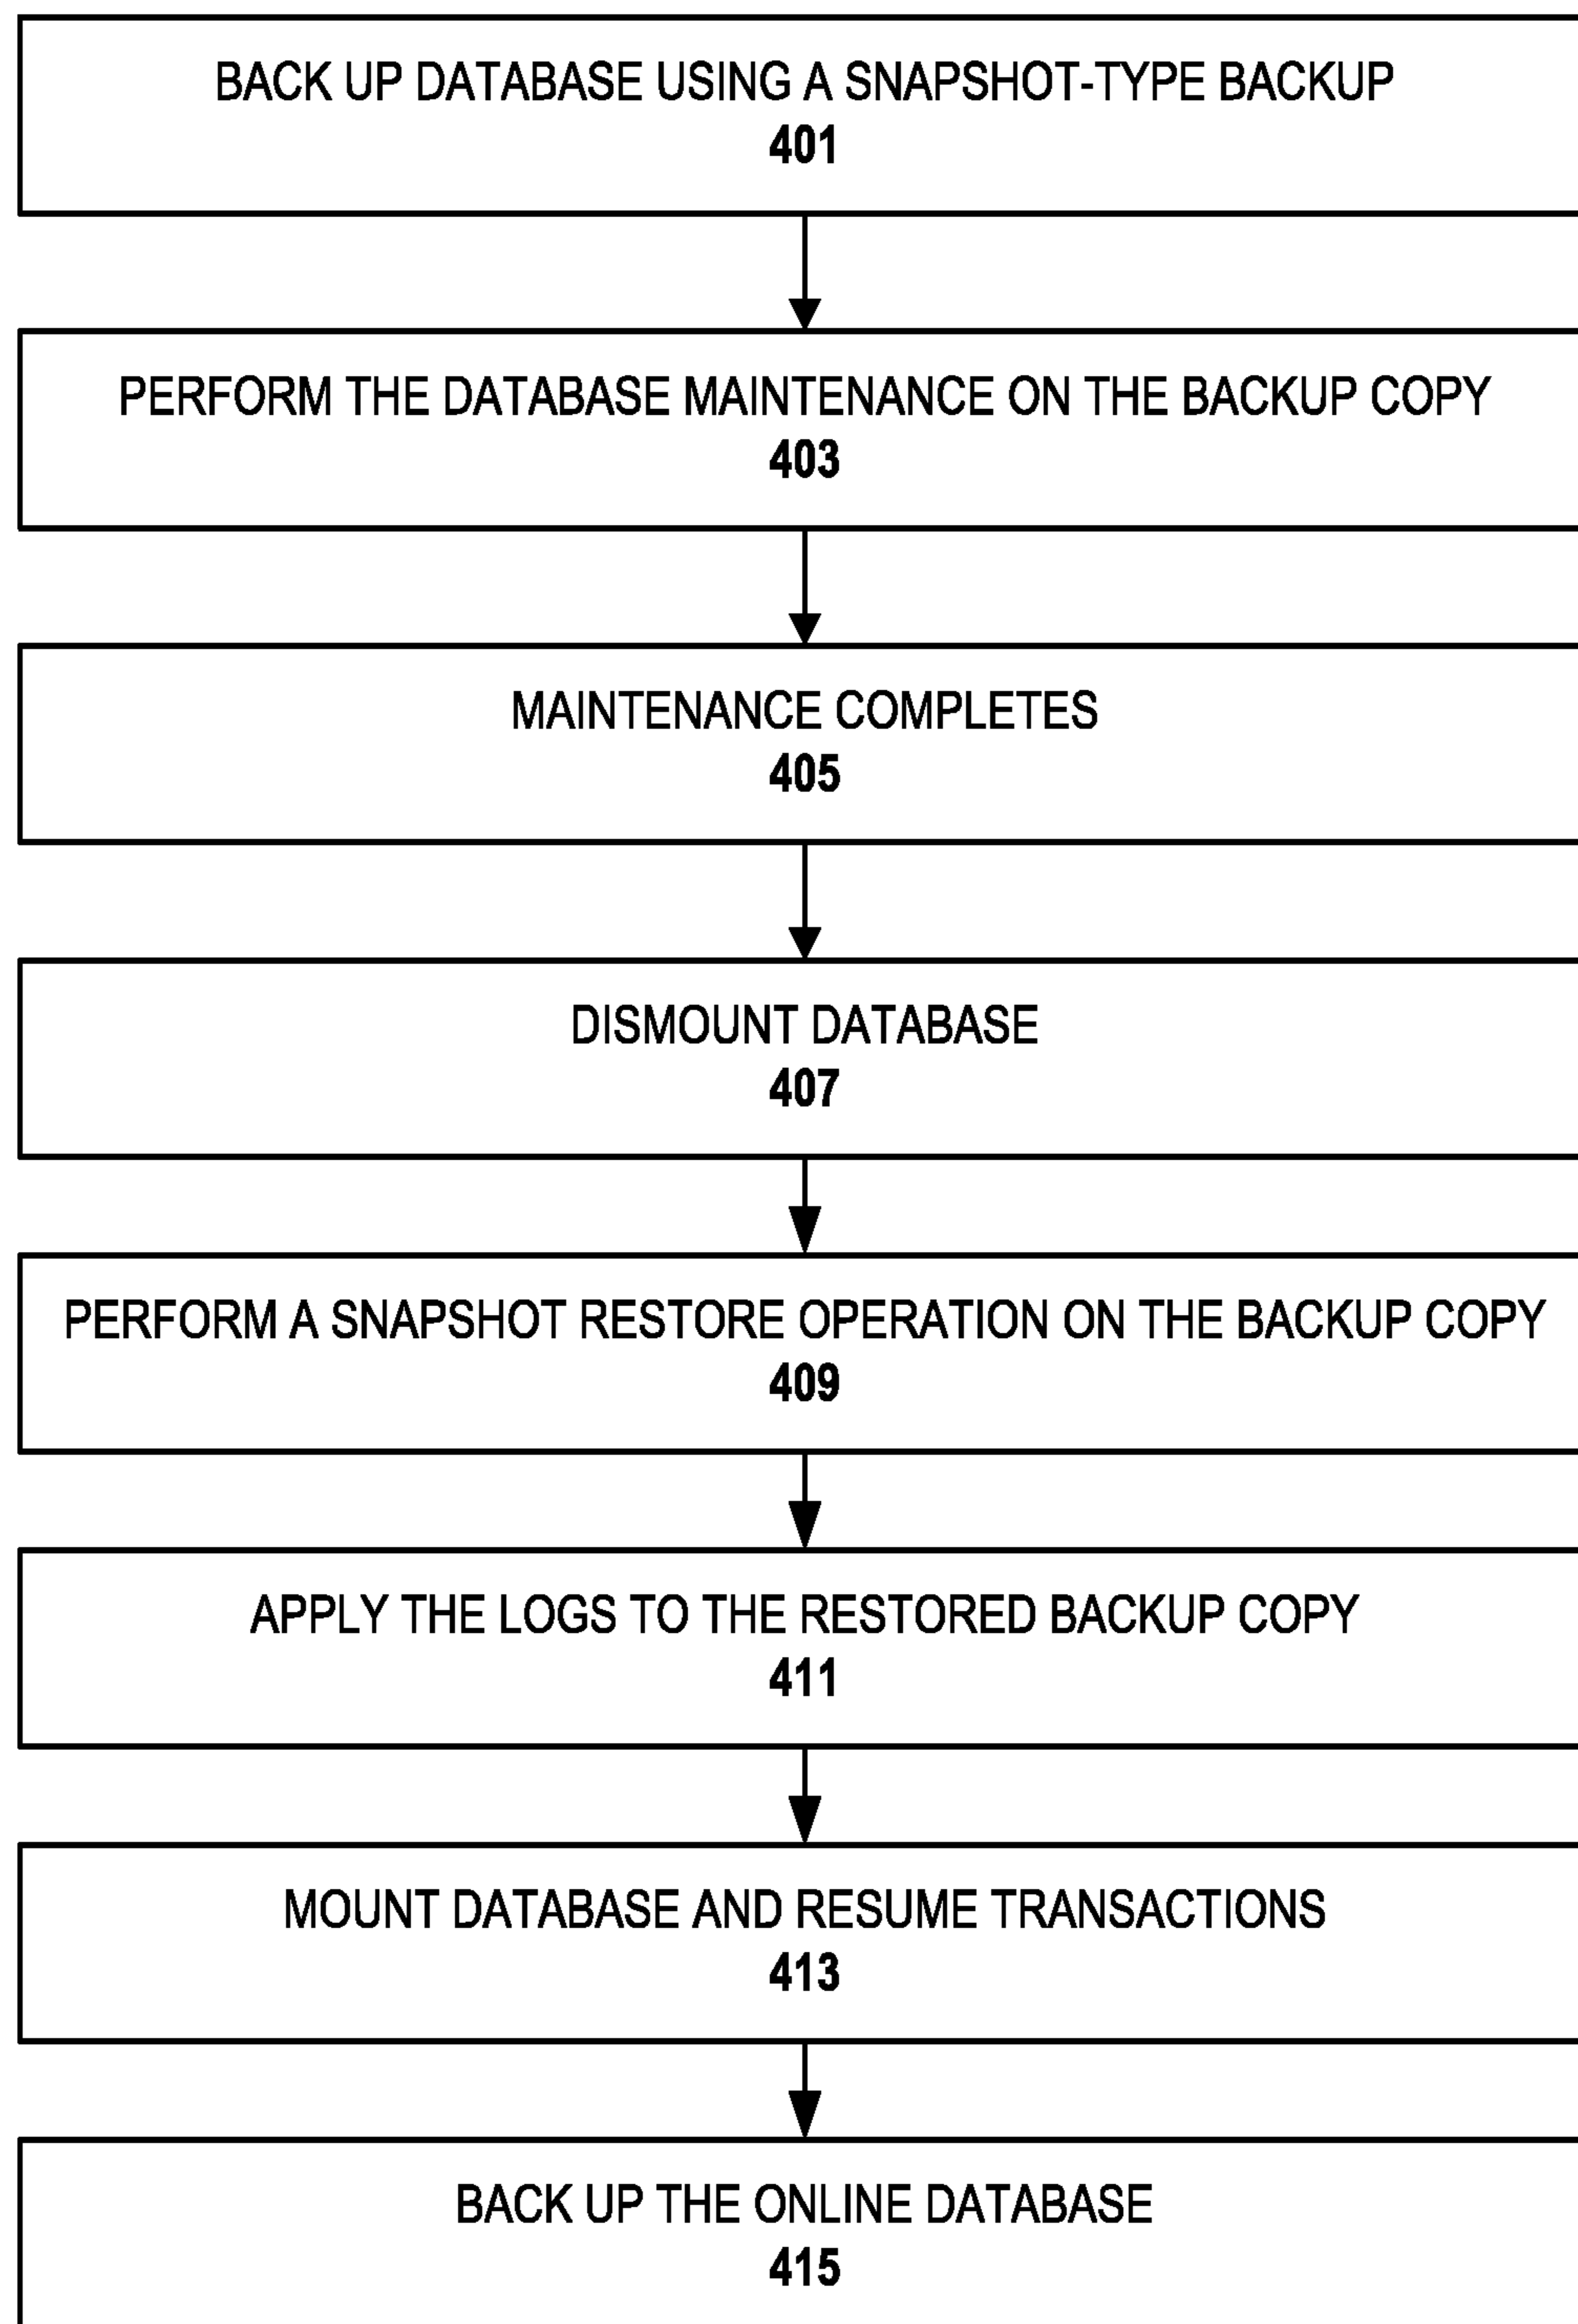 BACK UP DATABASE USING A SNAPSHOT-TYPE BACKUP
401
PERFORM THE DATABASE MAINTENANCE ON THE BACKUP COPY
403
MAINTENANCE COMPLETES
405
DISMOUNT DATABASE
407
PERFORM A SNAPSHOT RESTORE OPERATION ON THE BACKUP COPY
409
APPLY THE LOGS TO THE RESTORED BACKUP COPY
411
MOUNT DATABASE AND RESUME TRANSACTIONS
413
BACK UP THE ONLINE DATABASE
415